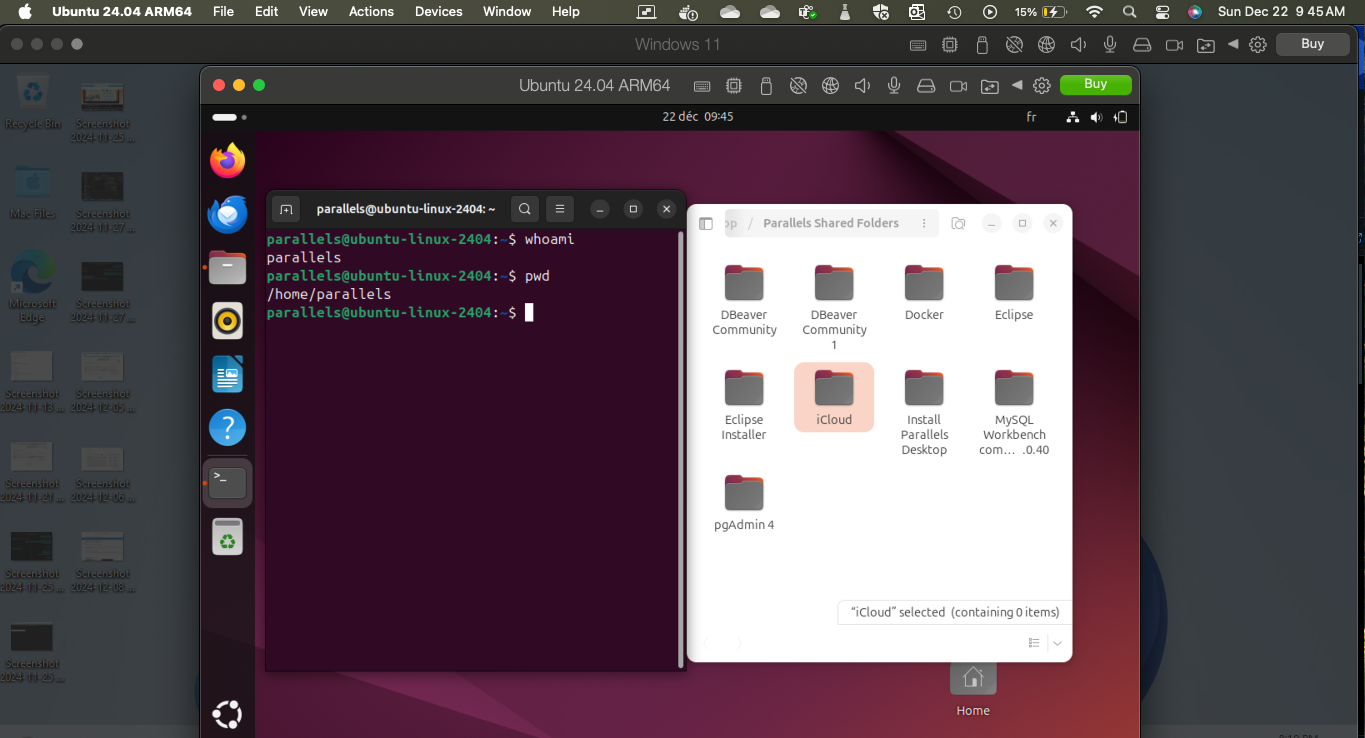 Ubuntu 24.04 ARM64 File Edit View Actions Devices Window Help 15% Sun Dec 22 9 45 AM
Windows 11 Buy
Ubuntu 24.04 ARM64 Buy
22 déc 09:45 fr
Recycle Bin
Screenshot
2024-11-25 ...
Mac Files
Screenshot
2024-11-27...
Microsoft
Edge
Screenshot
2024-11-27...
Screenshot
2024-11-13...
Screenshot
2024-12-05 ...
Screenshot
2024-11-21 ...
Screenshot
2024-12-06 ...
Screenshot
2024-11-25 ...
Screenshot
2024-12-08 ...
Screenshot
2024-11-25 ...
parallels@ubuntu-linux-2404: ~
parallels@ubuntu-linux-2404:~$ whoami
parallels
parallels@ubuntu-linux-2404:~$ pwd
/home/parallels
parallels@ubuntu-linux-2404:~$
op / Parallels Shared Folders
DBeaver
Community
DBeaver
Community
1
Docker
Eclipse
Eclipse
Installer
iCloud
Install
Parallels
Desktop
MySQL
Workbench
com... .0.40
pgAdmin 4
“iCloud” selected (containing 0 items)
Home